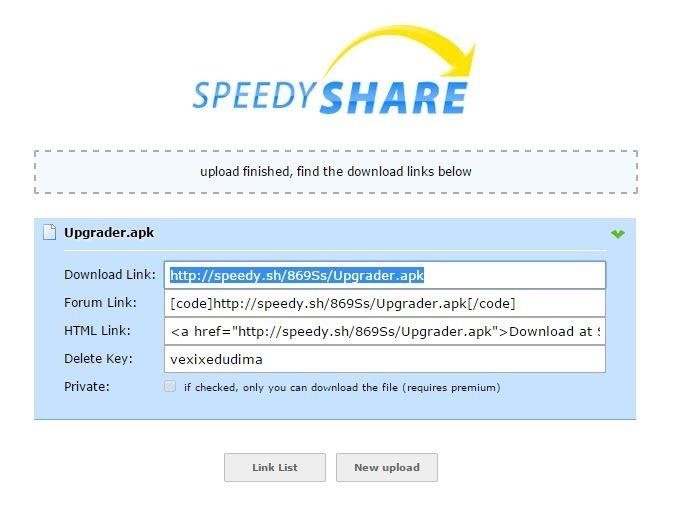 SPEEDYSHARE
upload finished, find the download links below
Upgrader.apk
Download Link: http://speedy.sh/869Ss/Upgrader.apk
Forum Link: [code]http://speedy.sh/869Ss/Upgrader.apk[/code]
HTML Link: <a href="http://speedy.sh/869Ss/Upgrader.apk">Download at S
Delete Key: vexixedudima
Private: if checked, only you can download the file (requires premium)
Link List New upload